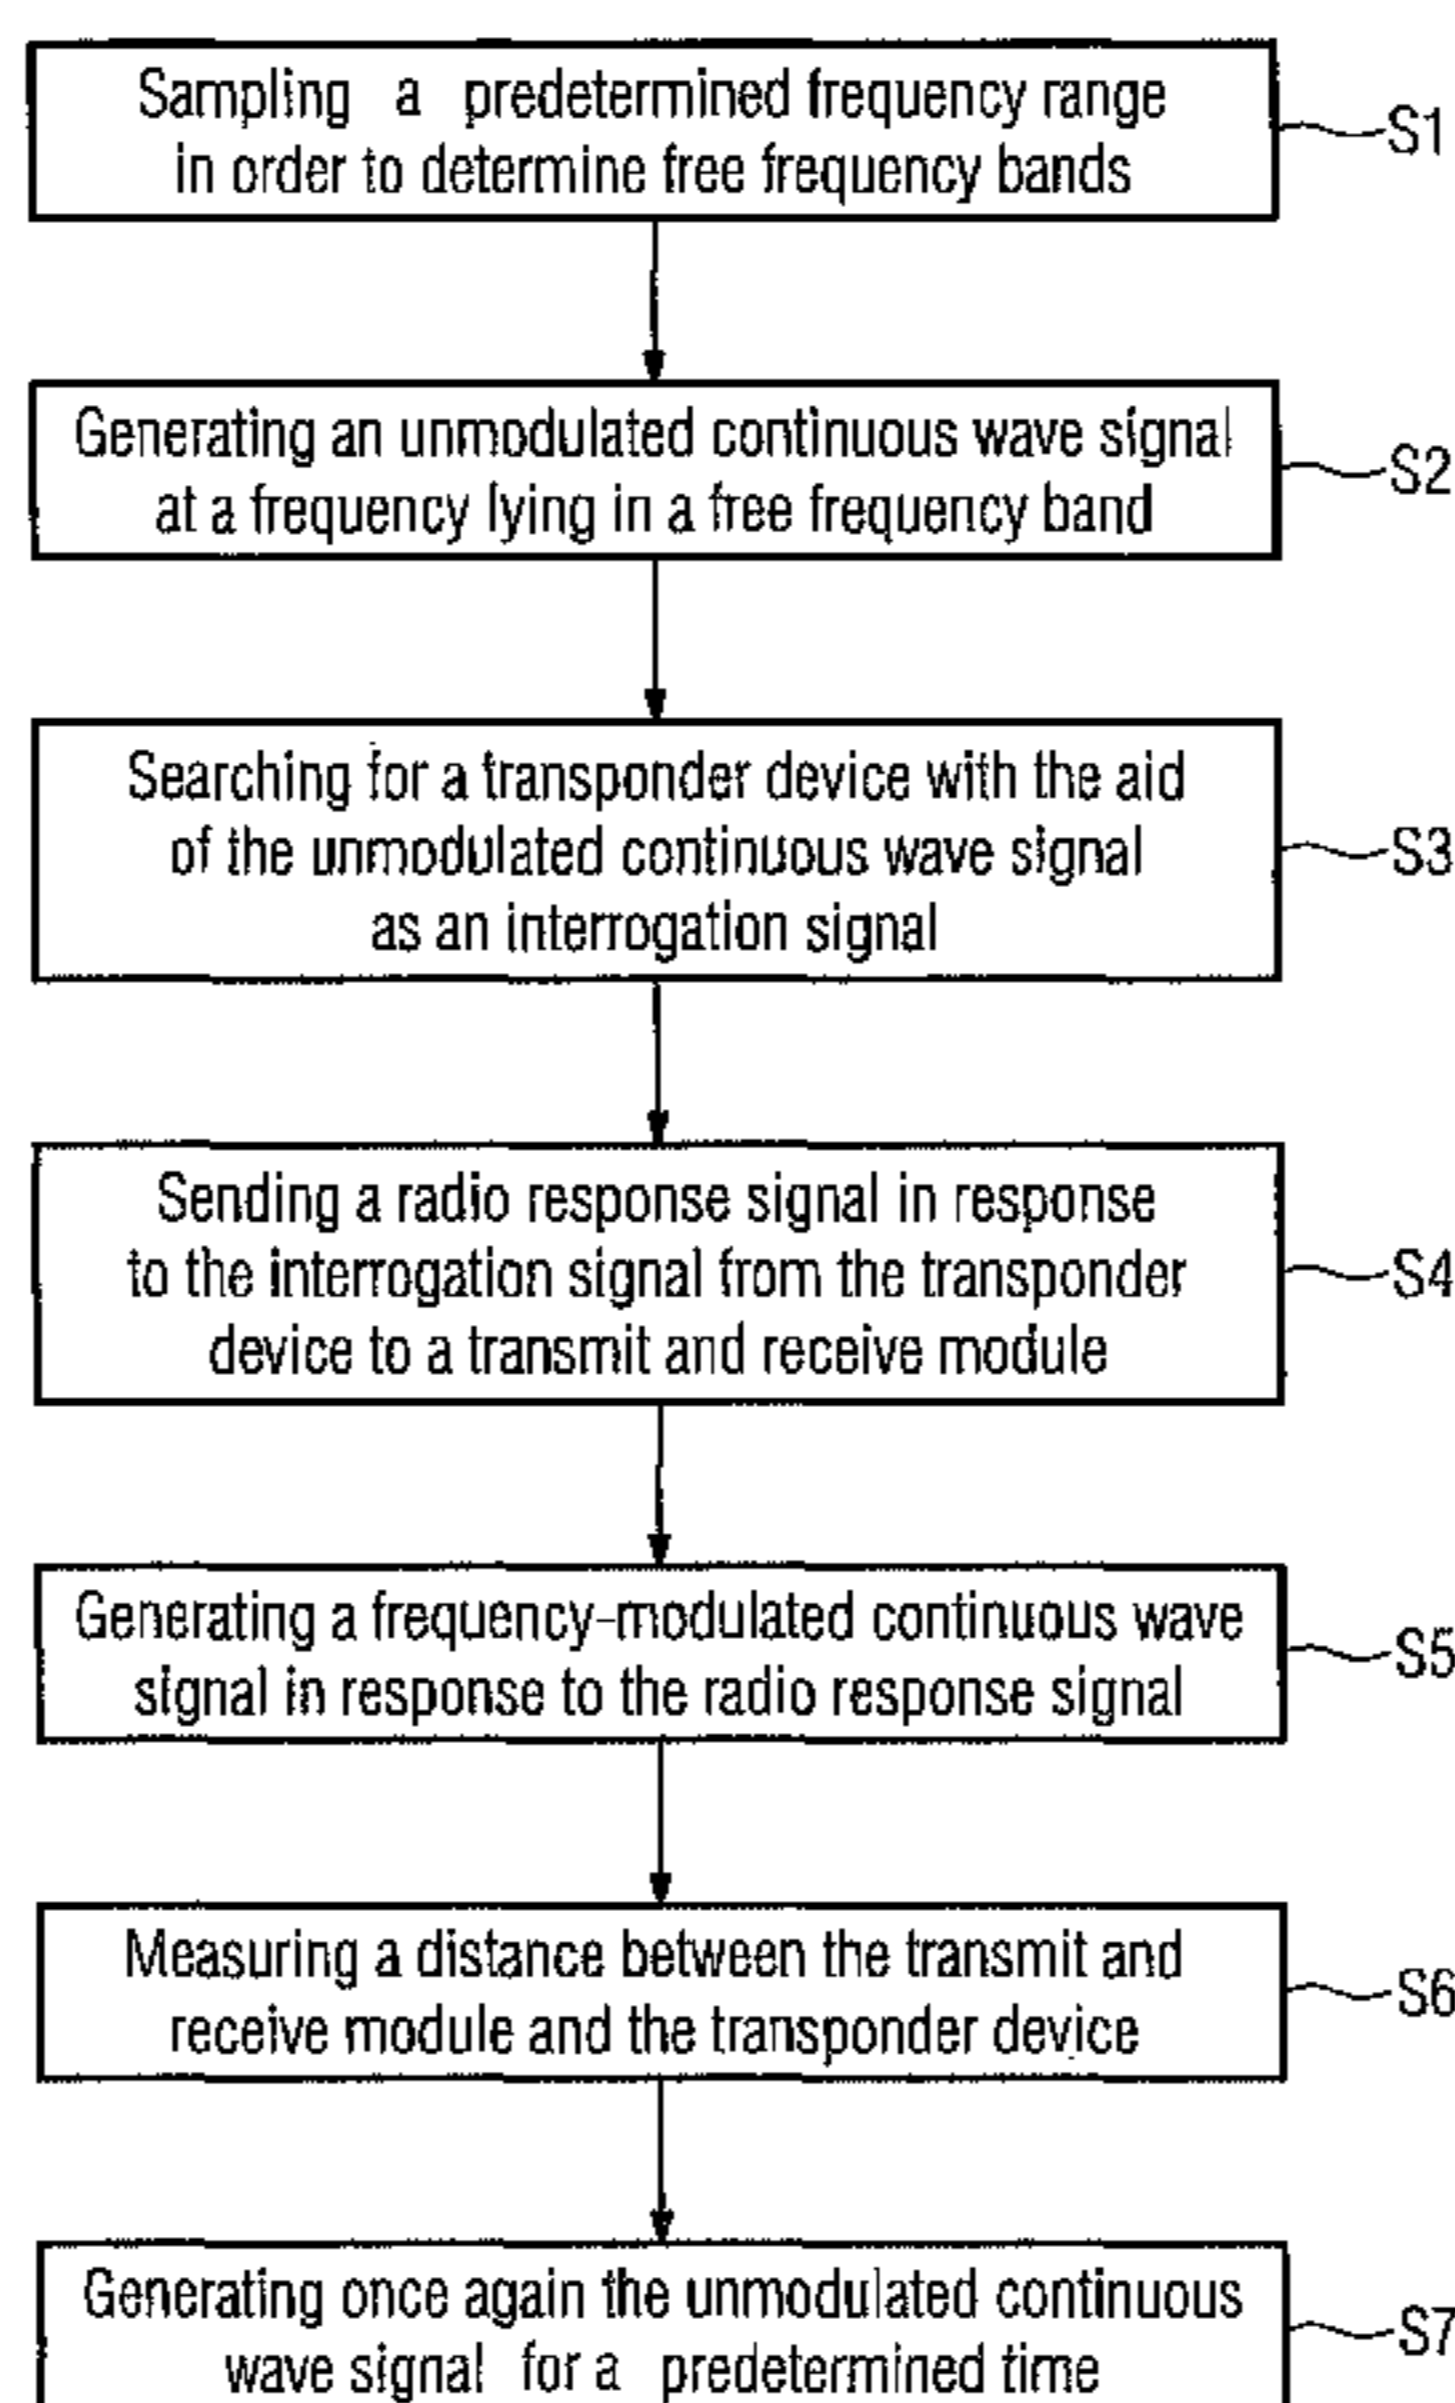 Sampling a predetermined frequency range
in order to determine free frequency bands
S1
Generating an unmodulated continuous wave signal
at a frequency lying in a free frequency band
S2
Searching for a transponder device with the aid
of the unmodulated continuous wave signal
as an interrogation signal
S3
Sending a radio response signal in response
to the interrogation signal from the transponder
device to a transmit and receive module
S4
Generating a frequency-modulated continuous wave
signal in response to the radio response signal
S5
Measuring a distance between the transmit and
receive module and the transponder device
S6
Generating once again the unmodulated continuous
wave signal for a predetermined time
S7